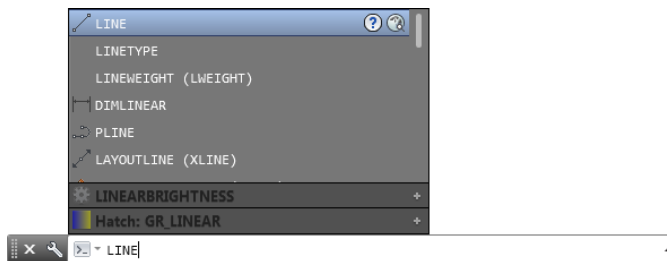 LINE
LINETYPE
LINEWEIGHT (LWEIGHT)
DIMLINEAR
PLINE
LAYOUTLINE (XLINE)
LINEARBRIGHTNESS
Hatch: GR_LINEAR
LINE